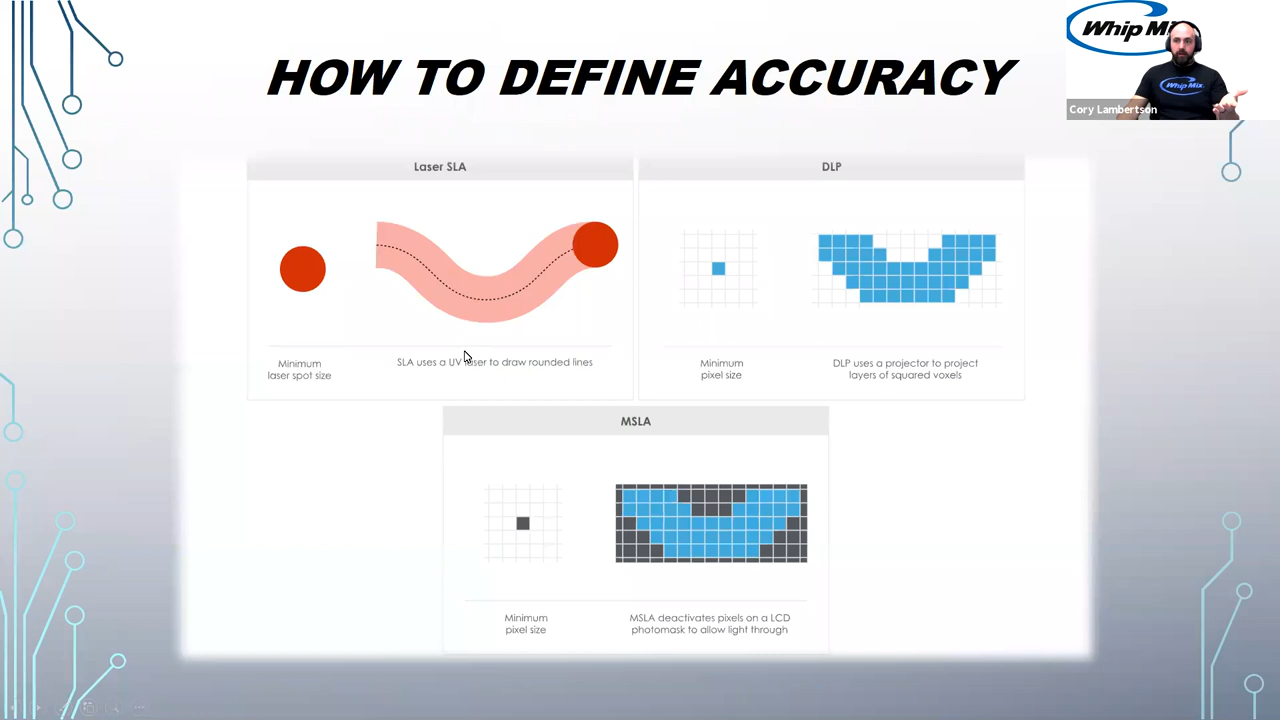 HOW TO DEFINE ACCURACY
Whip Mix
Whip Mix
Cory Lambertson
Laser SLA
Minimum
laser spot size
SLA uses a UV laser to draw rounded lines
DLP
Minimum
pixel size
DLP uses a projector to project
layers of squared voxels
MSLA
Minimum
pixel size
MSLA deactivates pixels on a LCD
photomask to allow light through